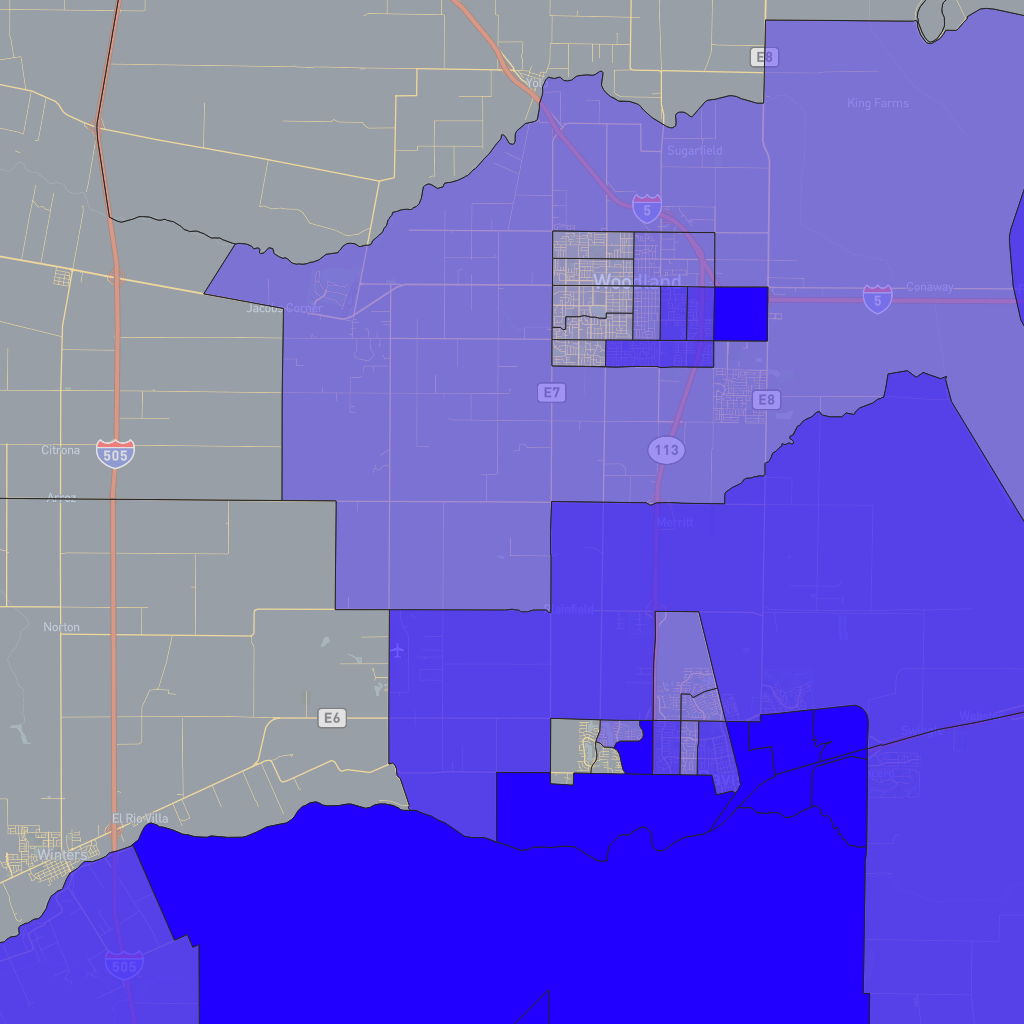 E8
King Farms
Sugarfield
5
Woodland
Conaway
5
Jacobs Corner
E7
E8
Citrona
505
113
Arroz
Merritt
Plainfield
Norton
E6
El Rio Villa
Winters
505